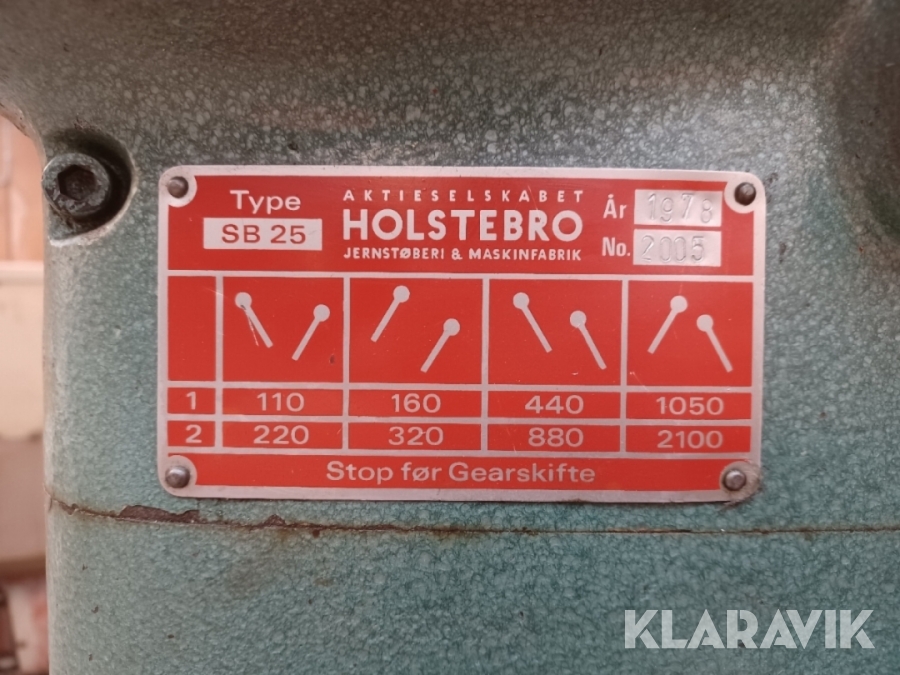 Type
SB 25
AKTIESELSKABET
HOLSTEBRO
JERNSTØBERI & MASKINFABRIK
År 1978
No. 2005
1 110 160 440 1050
2 220 320 880 2100
Stop før Gearskifte
KLARAVIK